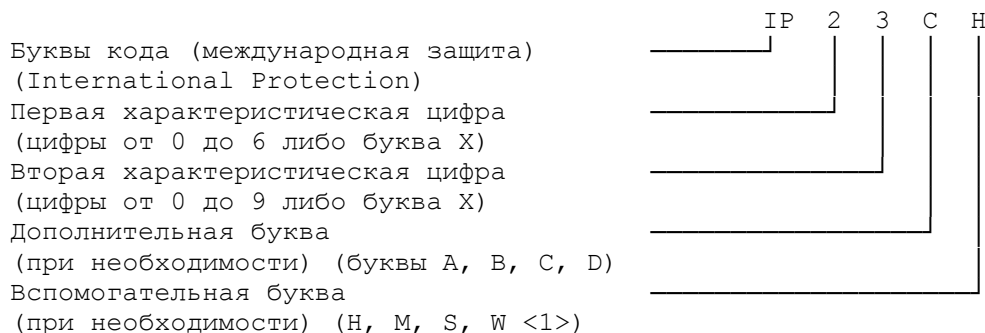 IP 2 3 C H
Буквы кода (международная защита)
(International Protection)
Первая характеристическая цифра
(цифры от 0 до 6 либо буква X)
Вторая характеристическая цифра
(цифры от 0 до 9 либо буква X)
Дополнительная буква
(при необходимости) (буквы A, B, C, D)
Вспомогательная буква
(при необходимости) (H, M, S, W <1>)